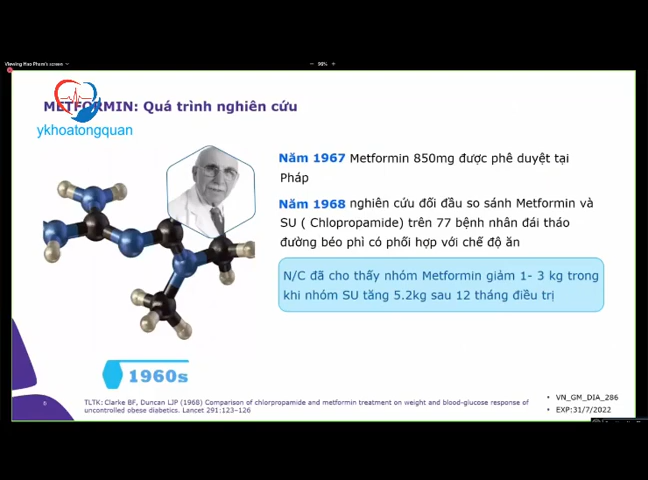 Viewing Hao Pham's screen
98%
METFORMIN: Quá trình nghiên cứu
ykhoatongquan
Năm 1967 Metformin 850mg được phê duyệt tại
Pháp
Năm 1968 nghiên cứu đối đầu so sánh Metformin và
SU ( Chlopropamide) trên 77 bệnh nhân đái tháo
đường béo phì có phối hợp với chế độ ăn
N/C đã cho thấy nhóm Metformin giảm 1- 3 kg trong
khi nhóm SU tăng 5.2kg sau 12 tháng điều trị
1960s
TLTK: Clarke BF, Duncan LJP (1968) Comparison of chlorpropamide and metformin treatment on weight and blood-glucose response of
uncontrolled obese diabetics. Lancet 291:123–126
• VN_GM_DIA_286
• EXP:31/7/2022